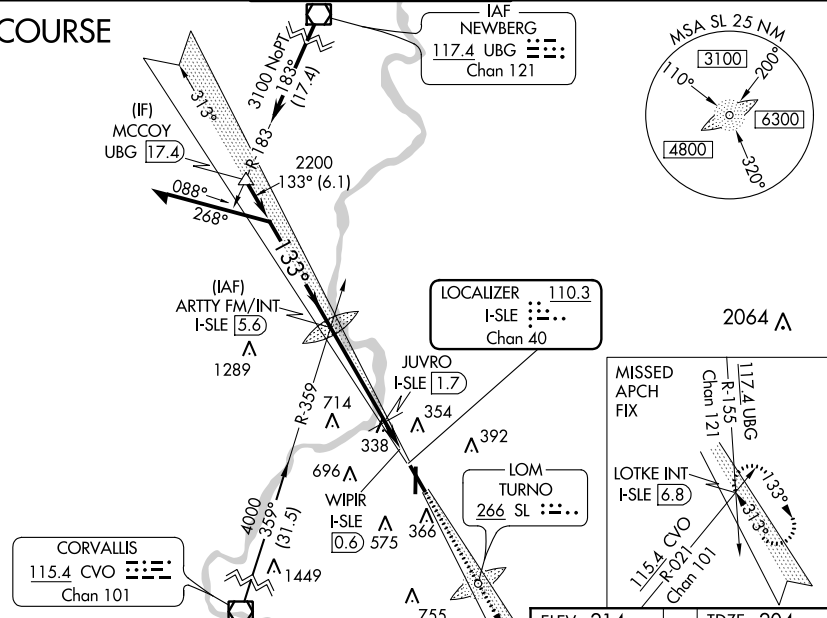 COURSE
IAF
NEWBERG
117.4 UBG
Chan 121
MSA SL 25 NM
3100
110°
200°
6300
4800
320°
3100 NoPT
183°
(17.4)
313°
(IF)
MCCOY
UBG 17.4
R-183
2200
133° (6.1)
088°
268°
133°
(IAF)
ARTTY FM/INT
I-SLE 5.6
1289
LOCALIZER 110.3
I-SLE
Chan 40
2064
JUVRO
I-SLE 1.7
714
354
338
392
R-359
696
WIPIR
I-SLE
0.6
575
366
LOM
TURNO
266 SL
4000
359°
(31.5)
1449
CORVALLIS
115.4 CVO
Chan 101
755
MISSED
APCH
FIX
117.4 UBG
R-155
Chan 121
LOTKE INT
I-SLE 6.8
133°
313°
115.4 CVO
R-021
Chan 101